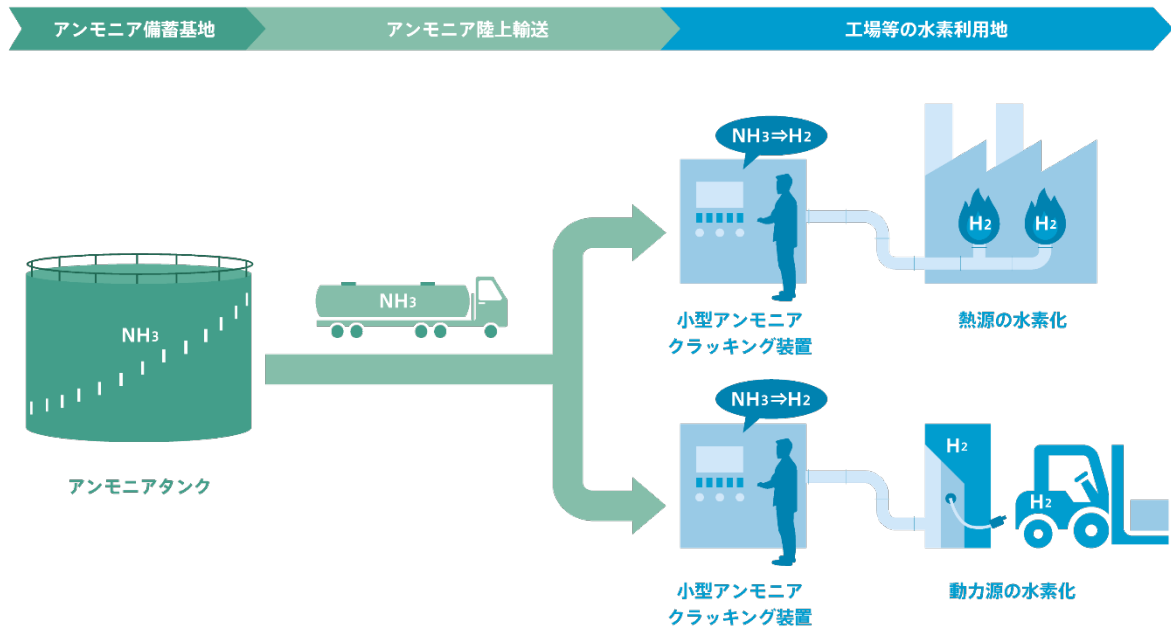 アンモニア備蓄基地
アンモニア陸上輸送
工場等の水素利用地
NH3⇒H2
H2
H2
NH3
NH3
小型アンモニア
クラッキング装置
熱源の水素化
NH3⇒H2
H2
H2
アンモニアタンク
小型アンモニア
クラッキング装置
動力源の水素化